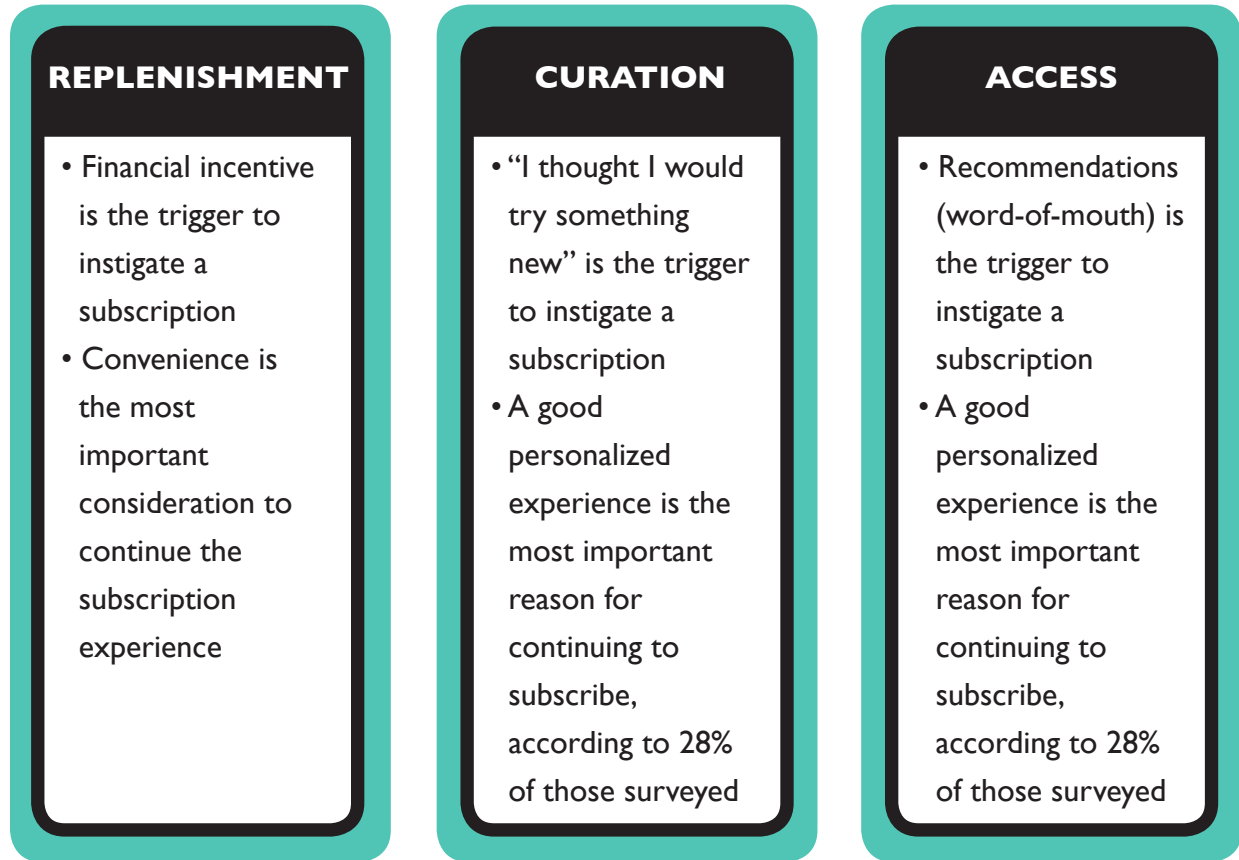 REPLENISHMENT
• Financial incentive
is the trigger to
instigate a
subscription
• Convenience is
the most
important
consideration to
continue the
subscription
experience
CURATION
• “I thought I would
try something
new” is the trigger
to instigate a
subscription
• A good
personalized
experience is the
most important
reason for
continuing to
subscribe,
according to 28%
of those surveyed
ACCESS
• Recommendations
(word-of-mouth) is
the trigger to
instigate a
subscription
• A good
personalized
experience is the
most important
reason for
continuing to
subscribe,
according to 28%
of those surveyed